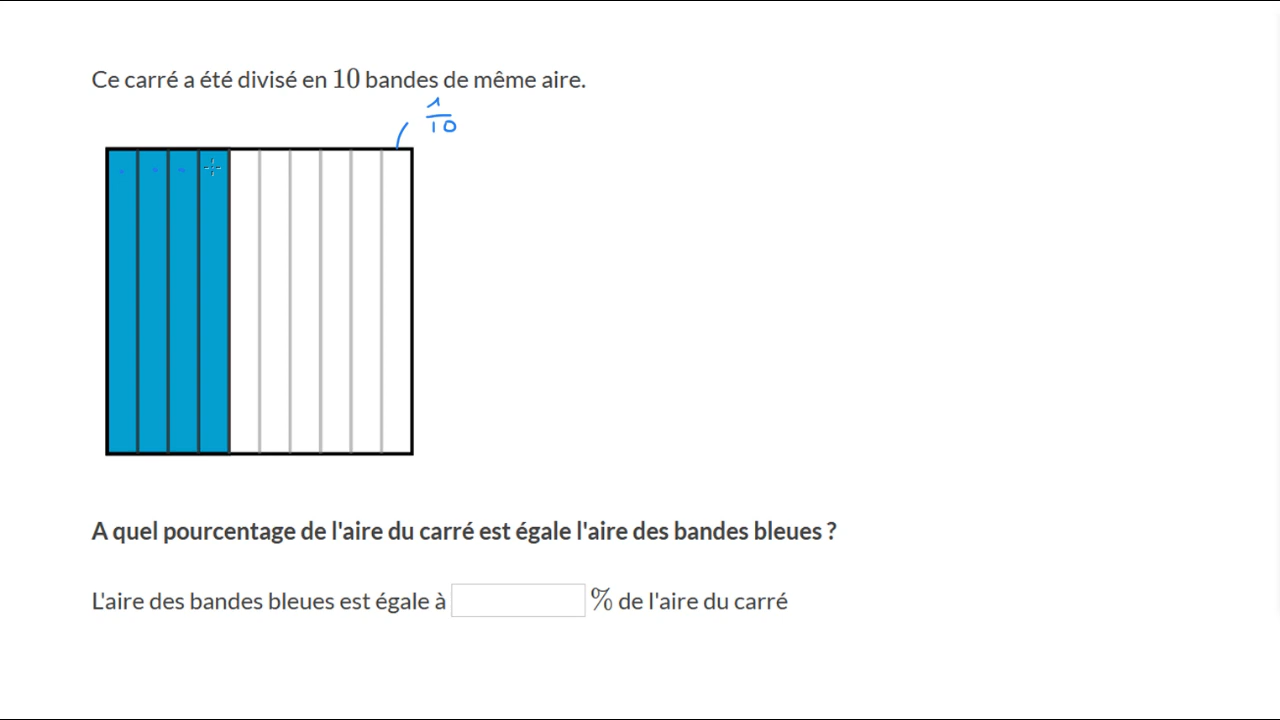 Ce carré a été divisé en 10 bandes de même aire.
1
10
A quel pourcentage de l'aire du carré est égale l'aire des bandes bleues ?
L'aire des bandes bleues est égale à % de l'aire du carré